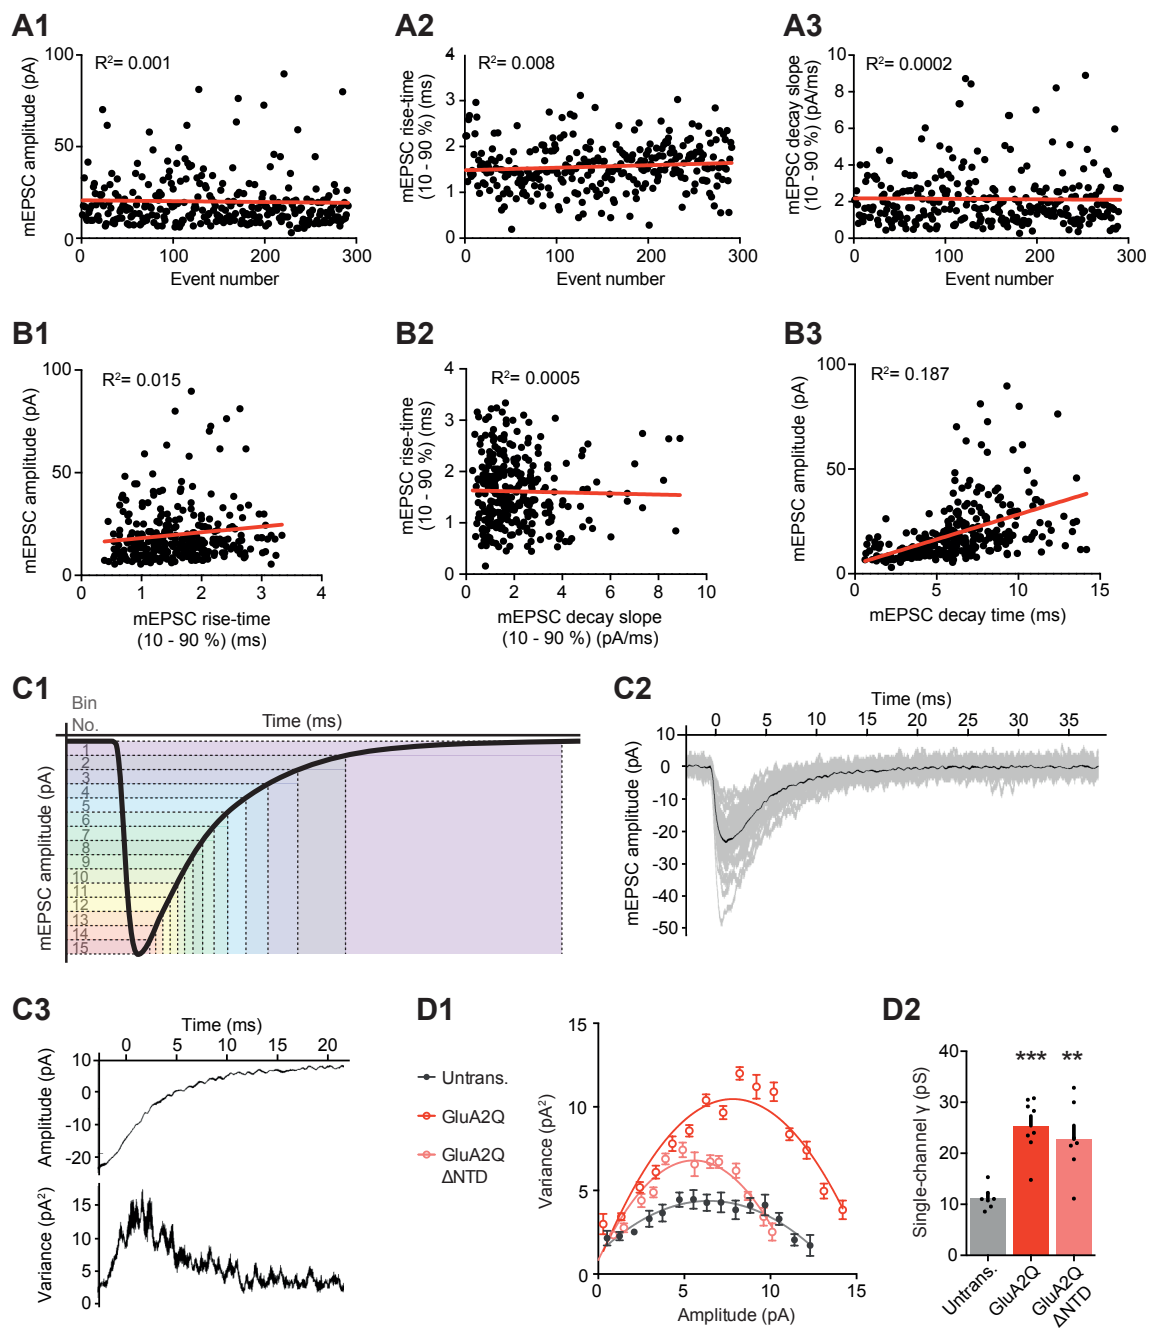 A1
R²= 0.001
mEPSC amplitude (pA)
100
50
0
0
100
200
300
Event number
A2
R²= 0.008
mEPSC rise-time
(10 - 90 %) (ms)
4
3
2
1
0
0
100
200
300
Event number
A3
R²= 0.0002
mEPSC decay slope
(10 - 90 %) (pA/ms)
10
8
6
4
2
0
0
100
200
300
Event number
B1
R²= 0.015
mEPSC amplitude (pA)
100
50
0
0
1
2
3
4
mEPSC rise-time
(10 - 90 %) (ms)
B2
R²= 0.0005
mEPSC rise-time
(10 - 90 %) (ms)
4
3
2
1
0
0
2
4
6
8
10
mEPSC decay slope
(10 - 90 %) (pA/ms)
B3
R²= 0.187
mEPSC amplitude (pA)
100
50
0
0
5
10
15
mEPSC decay time (ms)
C1
Bin
No.
Time (ms)
mEPSC amplitude (pA)
1
2
3
4
5
6
7
8
9
10
11
12
13
14
15
C2
Time (ms)
0
5
10
15
20
25
30
35
mEPSC amplitude (pA)
10
0
-10
-20
-30
-40
-50
C3
Time (ms)
0
5
10
15
20
Amplitude (pA)
10
0
-10
-20
Variance (pA²)
15
10
5
0
D1
Untrans.
GluA2Q
GluA2Q
ΔNTD
Variance (pA²)
15
10
5
0
0
5
10
15
Amplitude (pA)
D2
Single-channel γ (pS)
40
30
20
10
0
***
**
Untrans.
GluA2Q
GluA2Q
ΔNTD